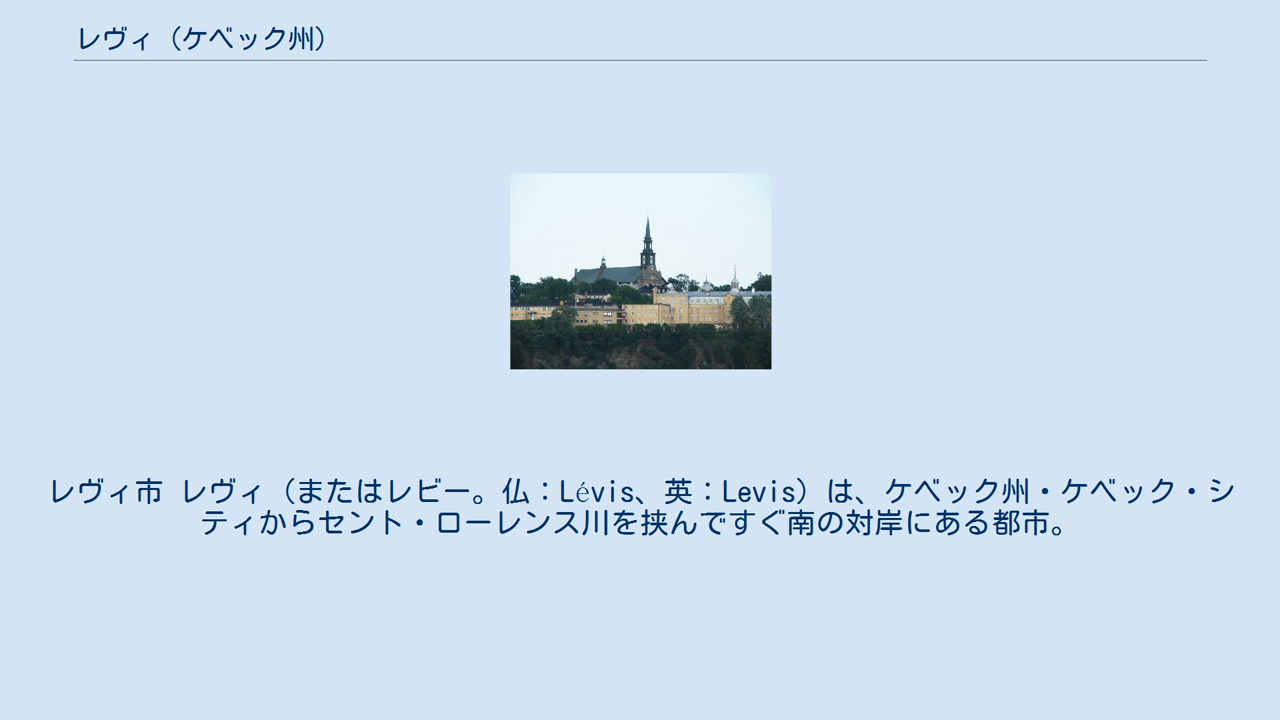 レヴィ（ケベック州）
レヴィ市 レヴィ（またはレビー。仏：Lévis、英：Levis）は、ケベック州・ケベック・シ
ティからセント・ローレンス川を挟んですぐ南の対岸にある都市。